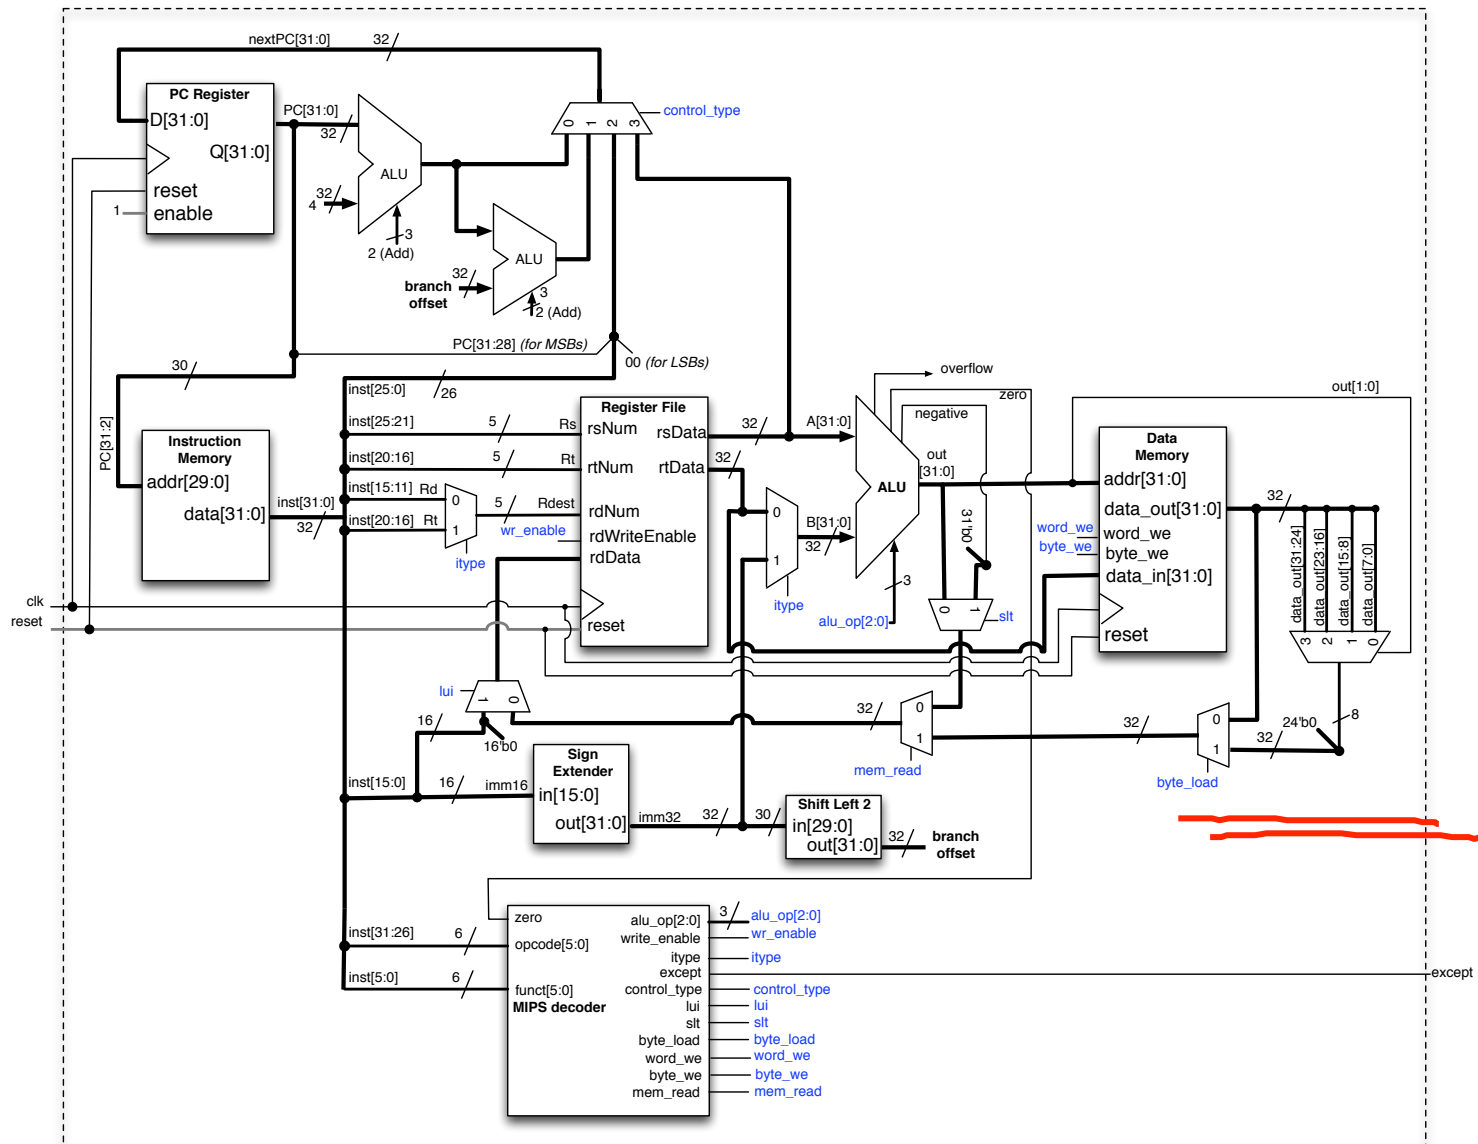 nextPC[31:0]
32
PC Register
D[31:0]
Q[31:0]
reset
enable
1
PC[31:0]
32
4
32
ALU
3
2 (Add)
0
1
2
3
control_type
ALU
32
branch
offset
3
2 (Add)
PC[31:28] (for MSBs)
00 (for LSBs)
30
PC[31:2]
inst[25:0]
26
Instruction
Memory
addr[29:0]
data[31:0]
inst[31:0]
32
inst[25:21]
5
Rs
inst[20:16]
5
Rt
inst[15:11]
Rd
0
inst[20:16]
Rt
1
5
Rdest
itype
wr_enable
Register File
rsNum
rsData
rtNum
rtData
rdNum
rdWriteEnable
rdData
reset
32
32
A[31:0]
0
1
B[31:0]
32
itype
overflow
zero
negative
out
[31:0]
ALU
3
alu_op[2:0]
31'b0
0
1
slt
out[1:0]
Data
Memory
addr[31:0]
data_out[31:0]
word_we
byte_we
data_in[31:0]
reset
word_we
byte_we
32
data_out[31:24]
data_out[23:16]
data_out[15:8]
data_out[7:0]
3
2
1
0
clk
reset
lui
1
0
16
16'b0
32
0
1
mem_read
32
0
1
32
24'b0
8
byte_load
inst[15:0]
16
imm16
Sign
Extender
in[15:0]
out[31:0]
imm32
32
30
Shift Left 2
in[29:0]
out[31:0]
32
branch
offset
inst[31:26]
6
inst[5:0]
6
zero
opcode[5:0]
funct[5:0]
MIPS decoder
alu_op[2:0]
write_enable
itype
except
control_type
lui
slt
byte_load
word_we
byte_we
mem_read
3
alu_op[2:0]
wr_enable
itype
except
control_type
lui
slt
byte_load
word_we
byte_we
mem_read